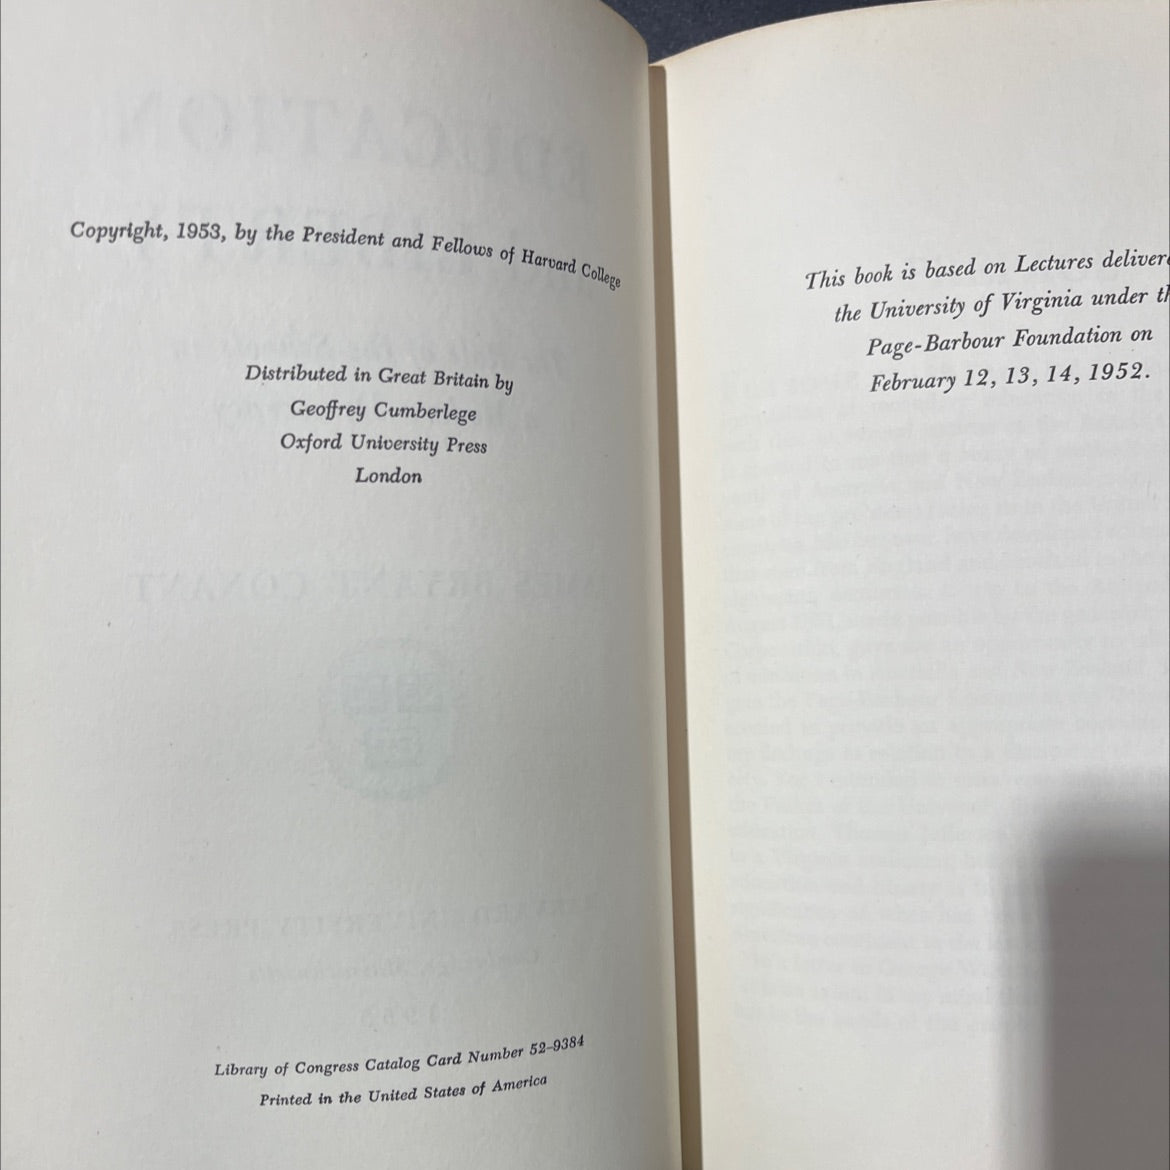 Copyright, 1953, by the President and Fellows of Harvard College
Distributed in Great Britain by
Geoffrey Cumberlege
Oxford University Press
London
Library of Congress Catalog Card Number 52–9384
Printed in the United States of America
This book is based on Lectures deliver
the University of Virginia under
Page-Barbour Foundation on
February 12, 13, 14, 1952.